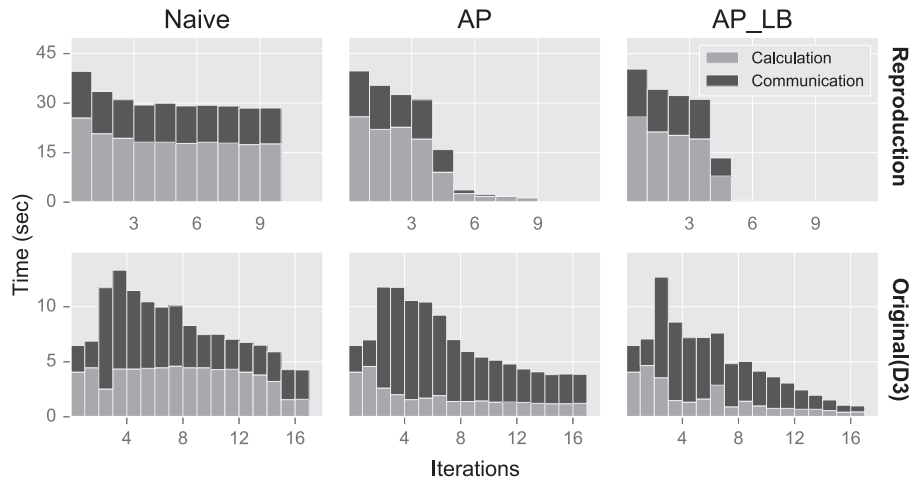 Naive AP AP_LB
45
30
15
0
Calculation
Communication
Reproduction
3 6 9 3 6 9 3 6 9
Time (sec)
10
5
0
Original(D3)
4 8 12 16 4 8 12 16 4 8 12 16
Iterations